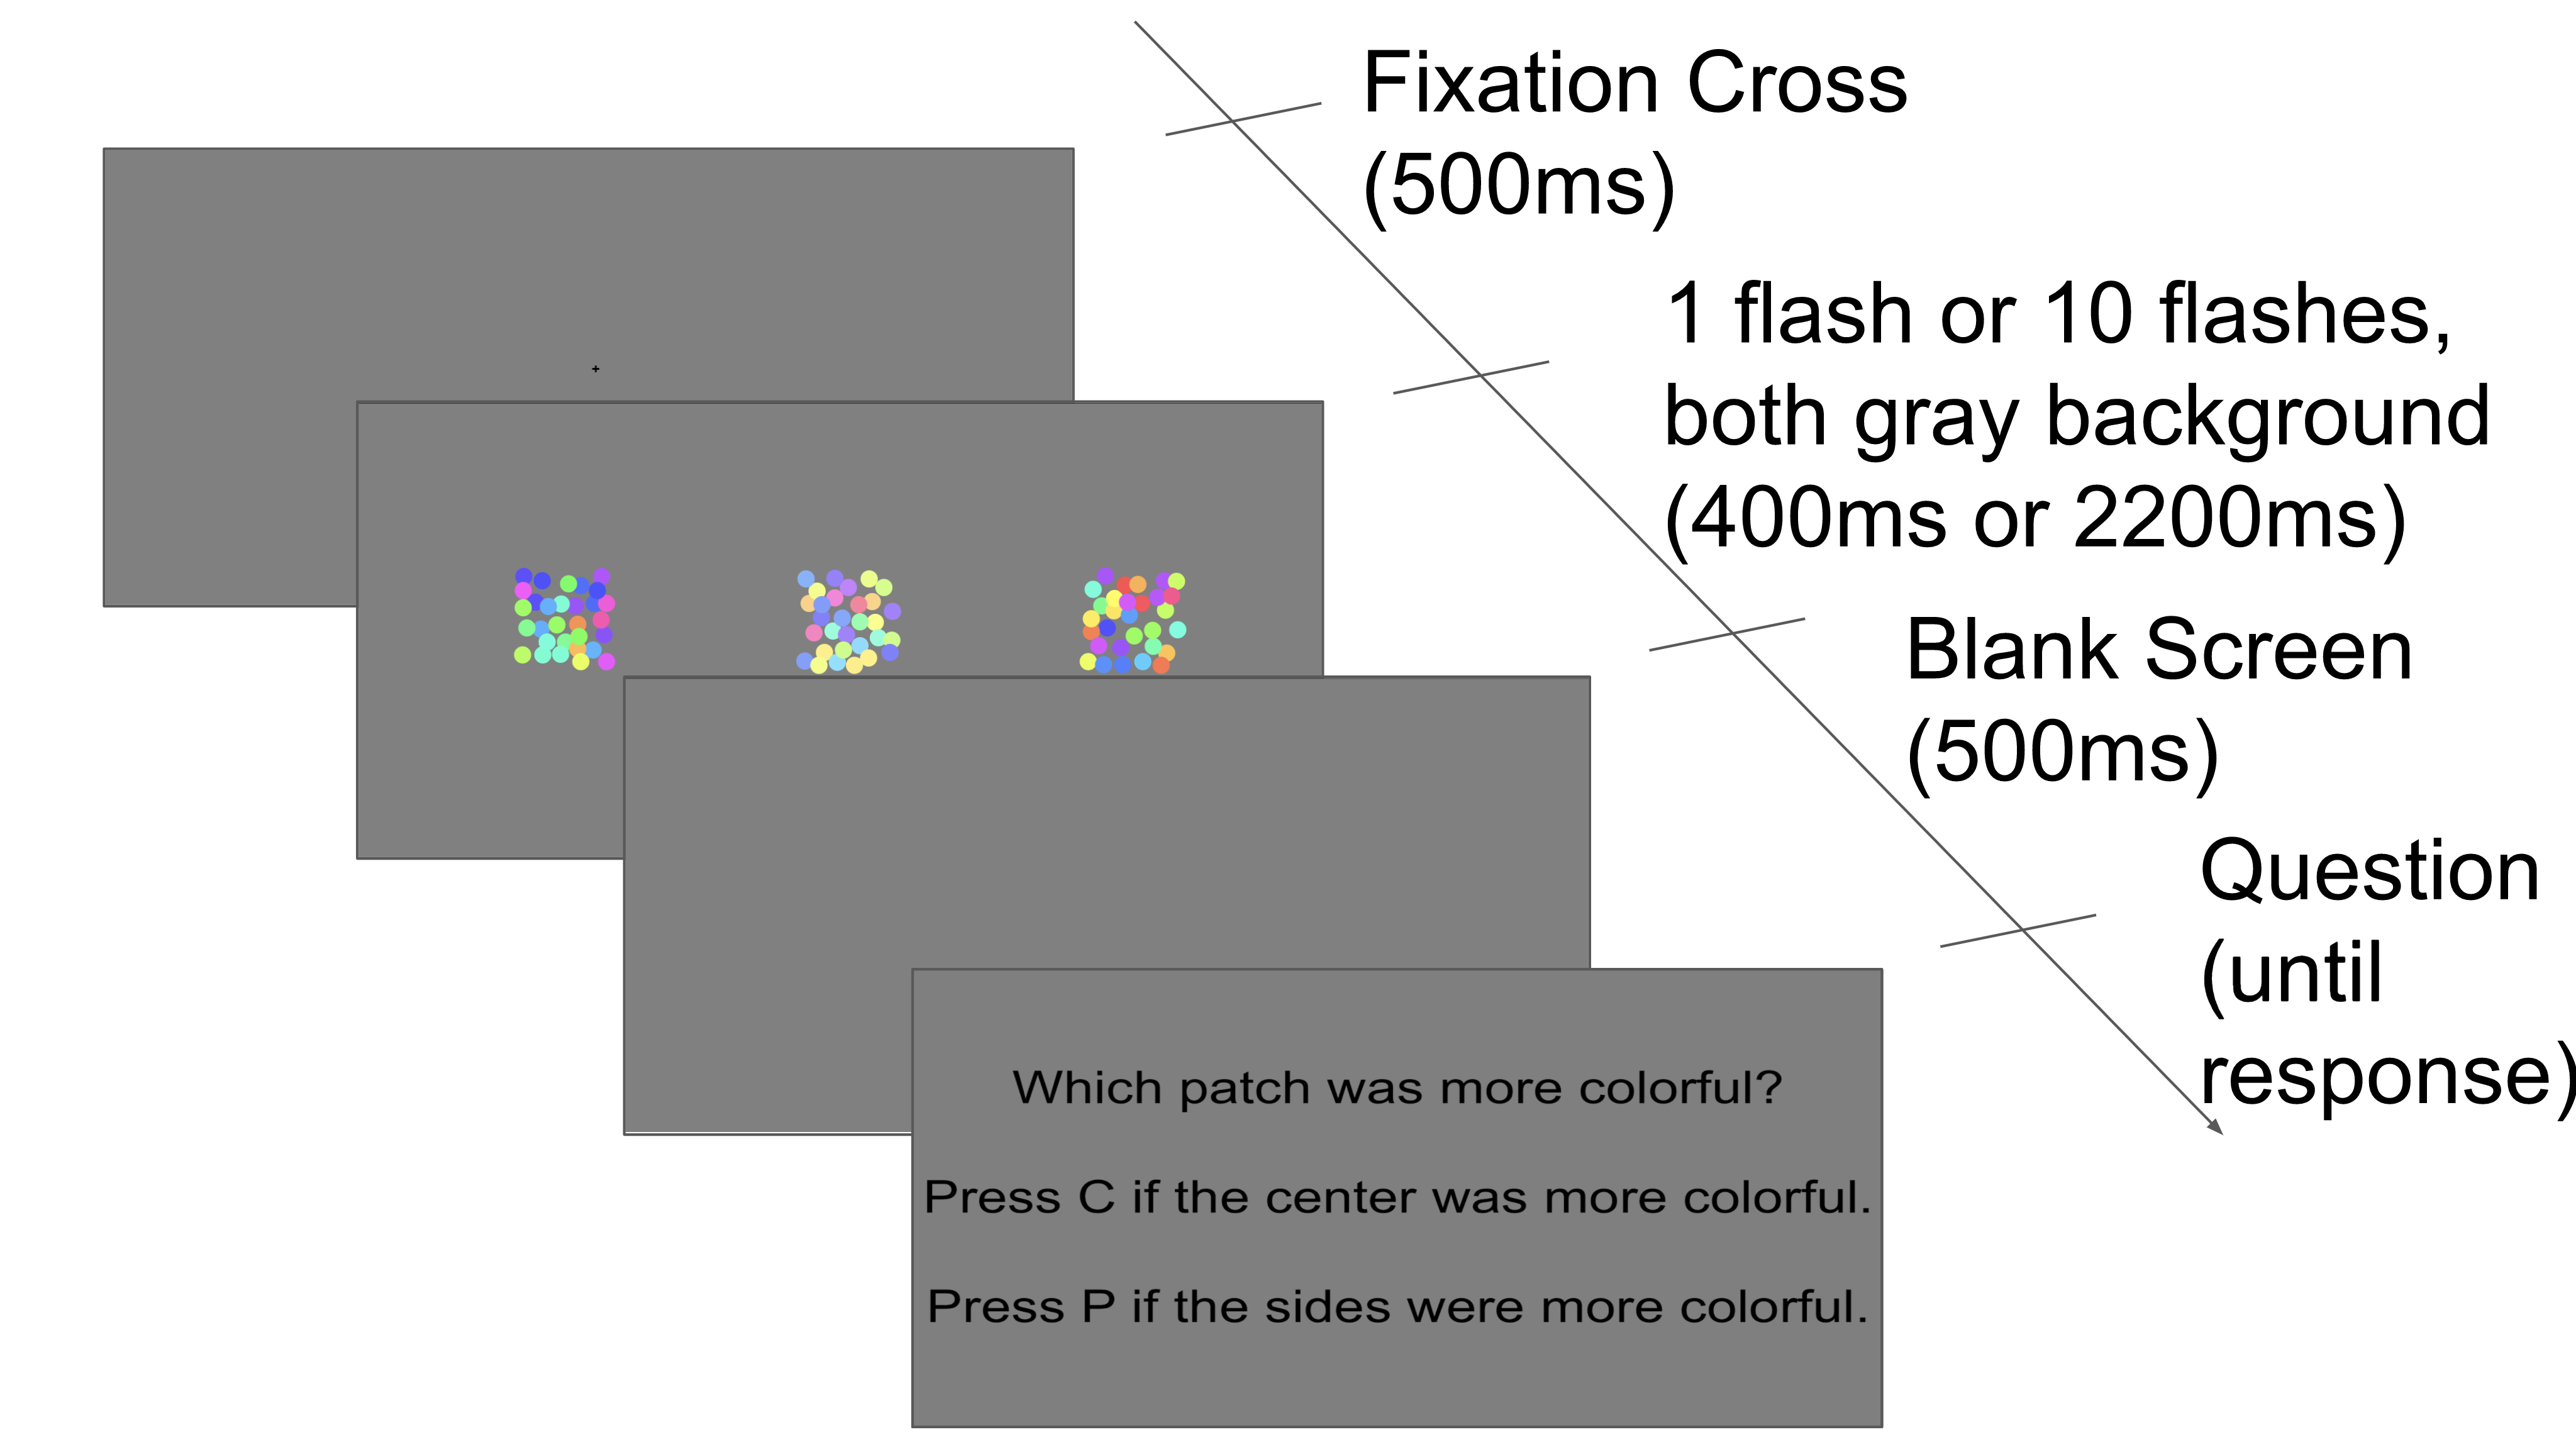 Fixation Cross
(500ms)
1 flash or 10 flashes,
both gray background
(400ms or 2200ms)
Blank Screen
(500ms)
Question
(until
response)
Which patch was more colorful?
Press C if the center was more colorful.
Press P if the sides were more colorful.